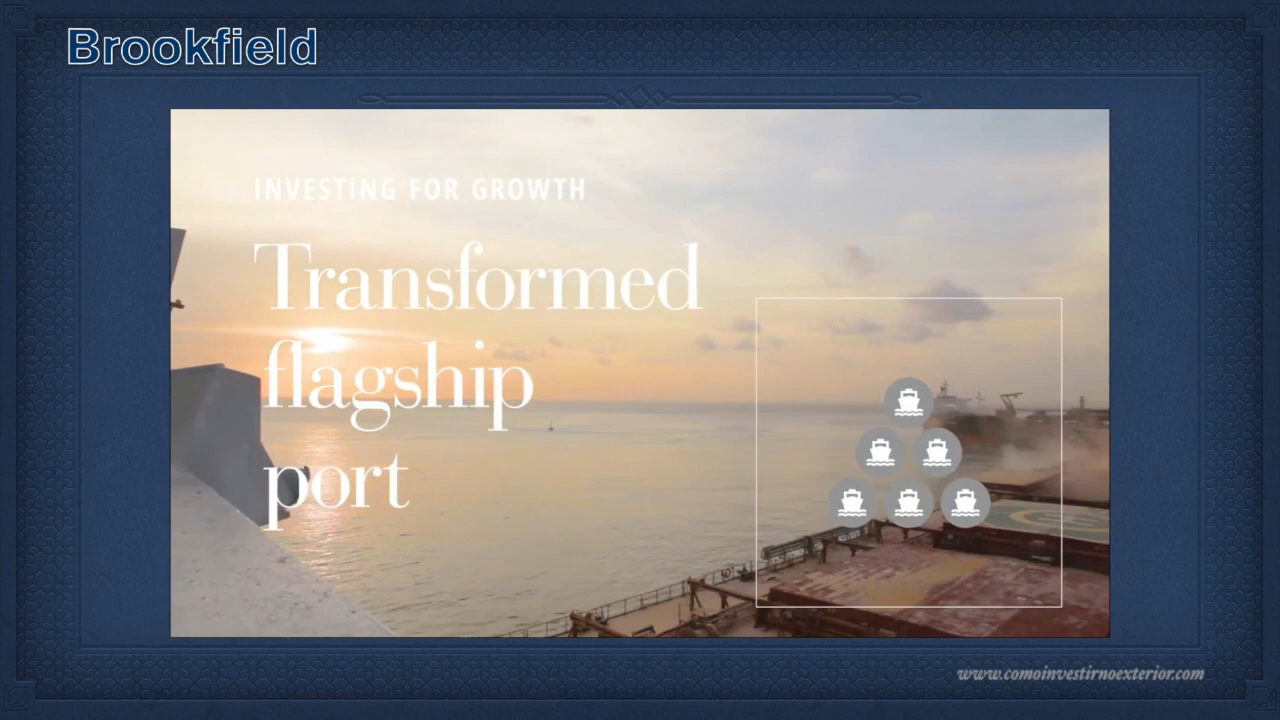 Brookfield
INVESTING FOR GROWTH
Transformed
flagship
port
www.comoinvestirnoexterior.com